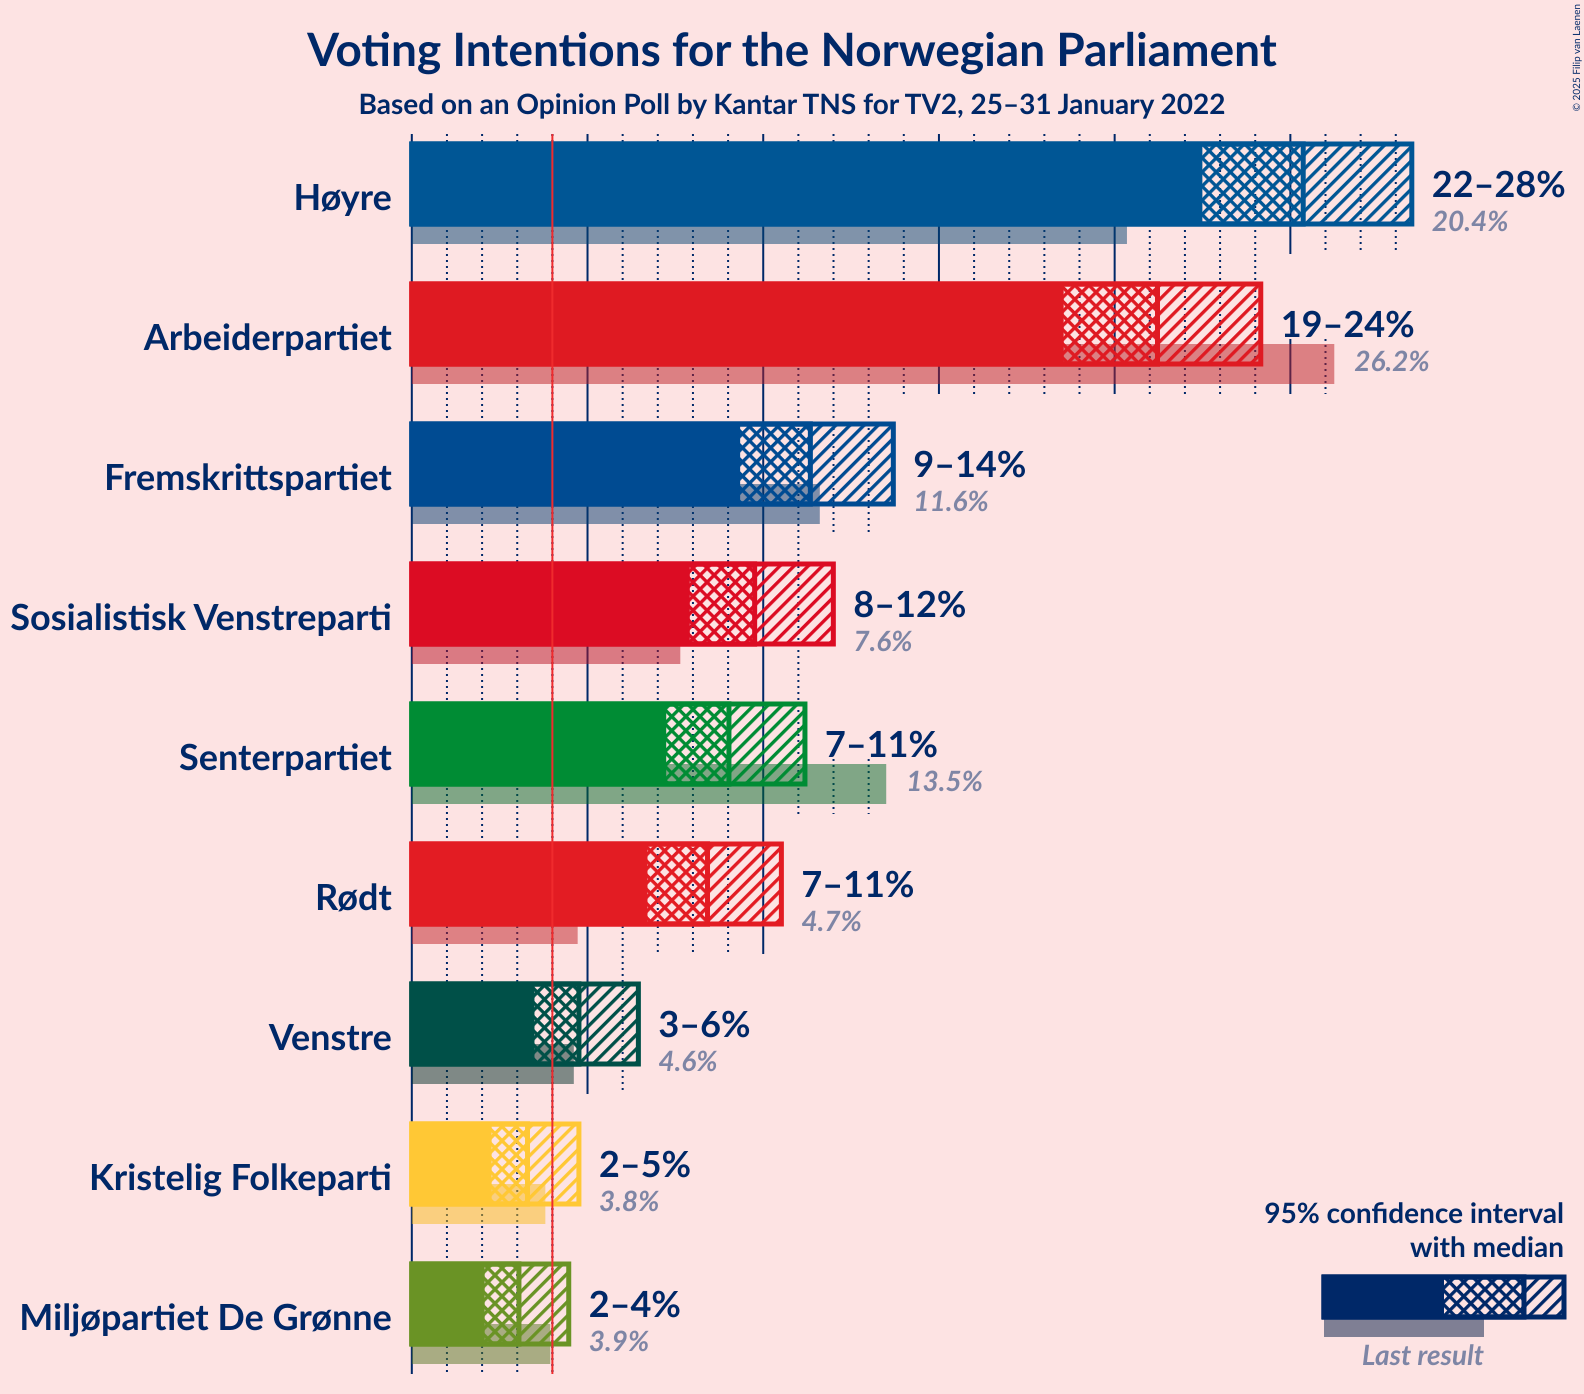 Voting Intentions for the Norwegian Parliament
Based on an Opinion Poll by Kantar TNS for TV2, 25–31 January 2022
© 2025 Filip van Laenen
Høyre
22–28%
20.4%
Arbeiderpartiet
19–24%
26.2%
Fremskrittspartiet
9–14%
11.6%
Sosialistisk Venstreparti
8–12%
7.6%
Senterpartiet
7–11%
13.5%
Rødt
7–11%
4.7%
Venstre
3–6%
4.6%
Kristelig Folkeparti
2–5%
3.8%
Miljøpartiet De Grønne
2–4%
3.9%
95% confidence interval
with median
Last result